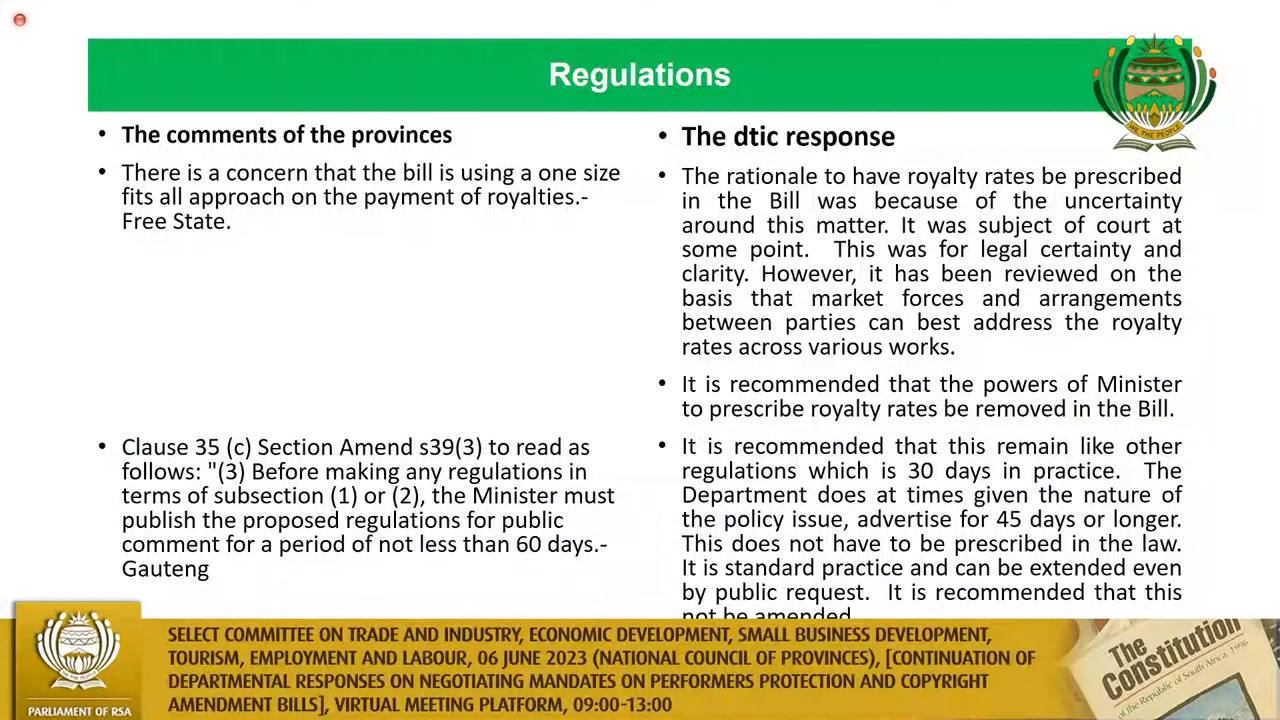 Regulations
WE, THE PEOPLE
• The comments of the provinces
• There is a concern that the bill is using a one size
fits all approach on the payment of royalties.-
Free State.
• Clause 35 (c) Section Amend s39(3) to read as
follows: "(3) Before making any regulations in
terms of subsection (1) or (2), the Minister must
publish the proposed regulations for public
comment for a period of not less than 60 days.-
Gauteng
• The dtic response
• The rationale to have royalty rates be prescribed
in the Bill was because of the uncertainty
around this matter. It was subject of court at
some point. This was for legal certainty and
clarity. However, it has been reviewed on the
basis that market forces and arrangements
between parties can best address the royalty
rates across various works.
• It is recommended that the powers of Minister
to prescribe royalty rates be removed in the Bill.
• It is recommended that this remain like other
regulations which is 30 days in practice. The
Department does at times given the nature of
the policy issue, advertise for 45 days or longer.
This does not have to be prescribed in the law.
It is standard practice and can be extended even
by public request. It is recommended that this
not be amended
PARLIAMENT OF RSA
SELECT COMMITTEE ON TRADE AND INDUSTRY, ECONOMIC DEVELOPMENT, SMALL BUSINESS DEVELOPMENT,
TOURISM, EMPLOYMENT AND LABOUR, 06 JUNE 2023 (NATIONAL COUNCIL OF PROVINCES), [CONTINUATION OF
DEPARTMENTAL RESPONSES ON NEGOTIATING MANDATES ON PERFORMERS PROTECTION AND COPYRIGHT
AMENDMENT BILLS], VIRTUAL MEETING PLATFORM, 09:00-13:00
The
Constitution
of the Republic of South Africa, 1996